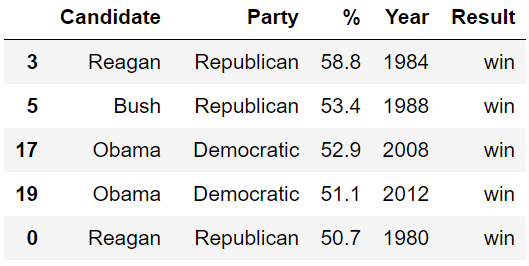 Candidate Party % Year Result
3 Reagan Republican 58.8 1984 win
5 Bush Republican 53.4 1988 win
17 Obama Democratic 52.9 2008 win
19 Obama Democratic 51.1 2012 win
0 Reagan Republican 50.7 1980 win